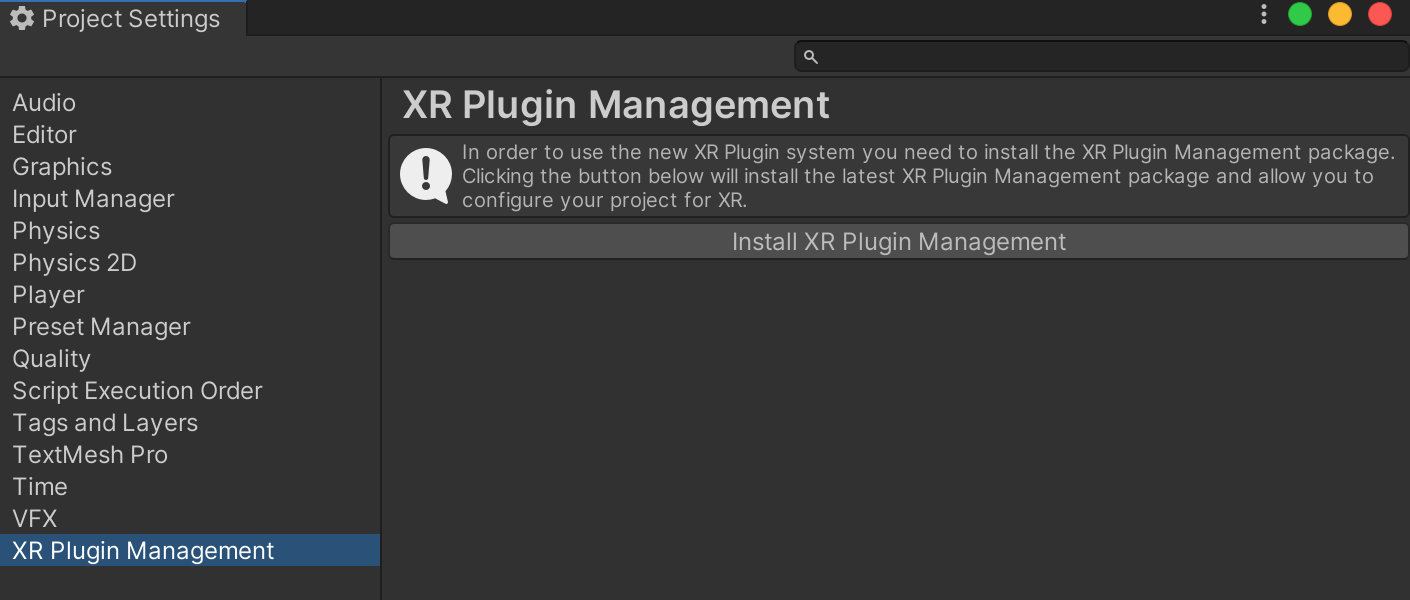 Project Settings
Audio
Editor
Graphics
Input Manager
Physics
Physics 2D
Player
Preset Manager
Quality
Script Execution Order
Tags and Layers
TextMesh Pro
Time
VFX
XR Plugin Management
XR Plugin Management
In order to use the new XR Plugin system you need to install the XR Plugin Management package.
Clicking the button below will install the latest XR Plugin Management package and allow you to
configure your project for XR.
Install XR Plugin Management